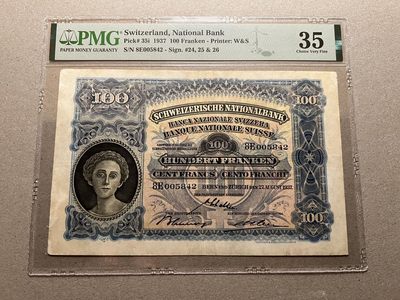 PMG
PAPER MONEY GUARANTY
Switzerland, National Bank
Pick# 35i 1937 100 Franken - Printer: W&S
S/N 8E005842 - Sign. #24, 25 & 26
35
Choice Very Fine
100
100
SCHWEIZERISCHE NATIONALBANK
BANCA NAZIONALE SVIZZERA
BANQUE NATIONALE SUISSE
8E 005842
100
HUNDERT FRANKEN
CENT FRANCS CENTO FRANCHI
8E 005842
BERN UND ZÜRICH, DEN
AUGUST 1937.
100